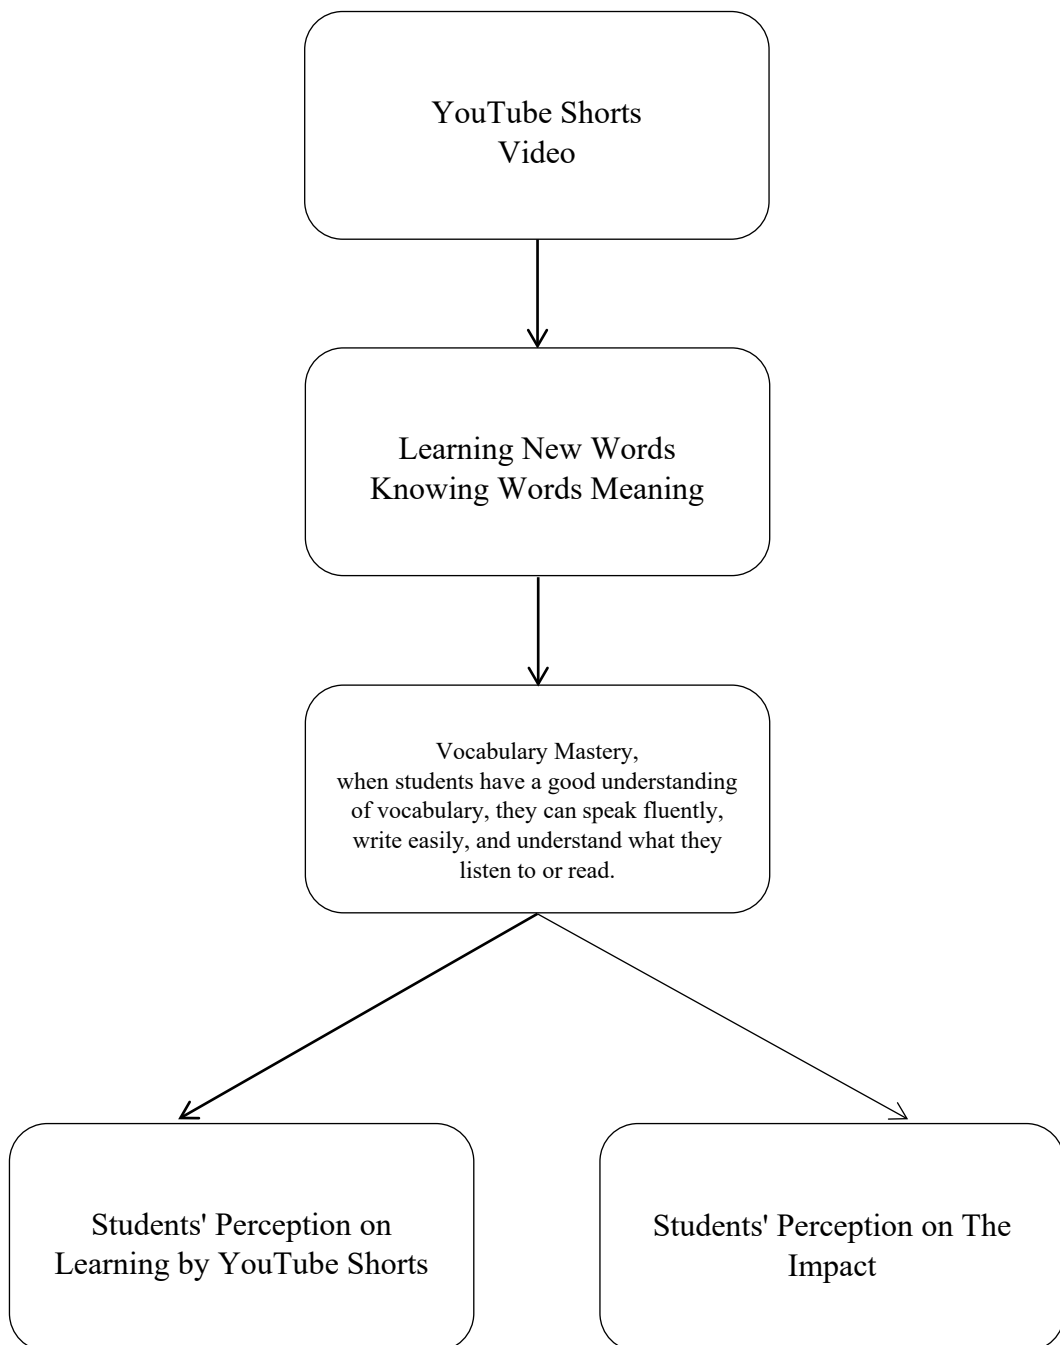 YouTube Shorts
Video
Learning New Words
Knowing Words Meaning
Vocabulary Mastery,
when students have a good understanding
of vocabulary, they can speak fluently,
write easily, and understand what they
listen to or read.
Students' Perception on
Learning by YouTube Shorts
Students' Perception on The
Impact